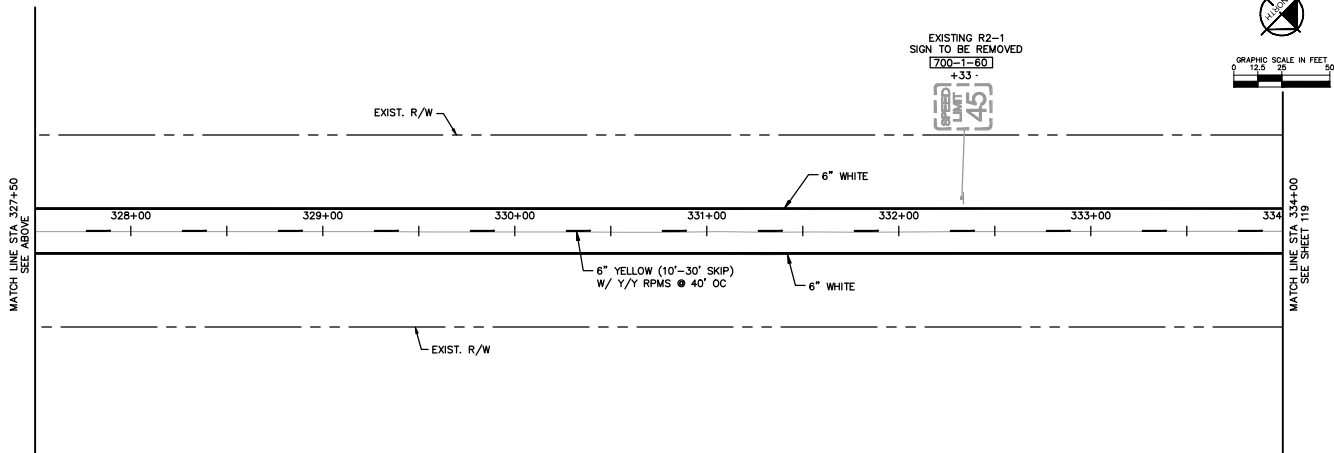 NORTH
EXISTING R2-1
SIGN TO BE REMOVED
700-1-60
+33 -
SPEED
LIMIT
45
GRAPHIC SCALE IN FEET
0 12.5 25 50
EXIST. R/W
6" WHITE
MATCH LINE STA 327+50
SEE ABOVE
328+00 329+00 330+00 331+00 332+00 333+00 334
MATCH LINE STA 334+00
SEE SHEET 119
6" YELLOW (10'-30' SKIP)
W/ Y/Y RPMS @ 40' OC
6" WHITE
EXIST. R/W